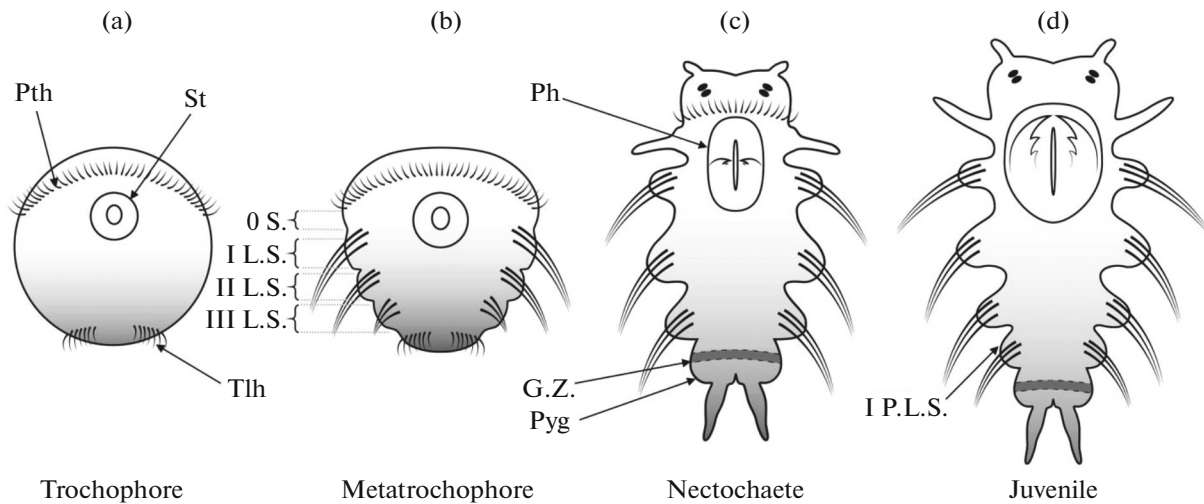 (a)
(b)
(c)
(d)
Pth
St
Ph
0 S.
I L.S.
II L.S.
III L.S.
Tlh
G.Z.
Pyg
I P.L.S.
Trochophore
Metatrochophore
Nectochaete
Juvenile